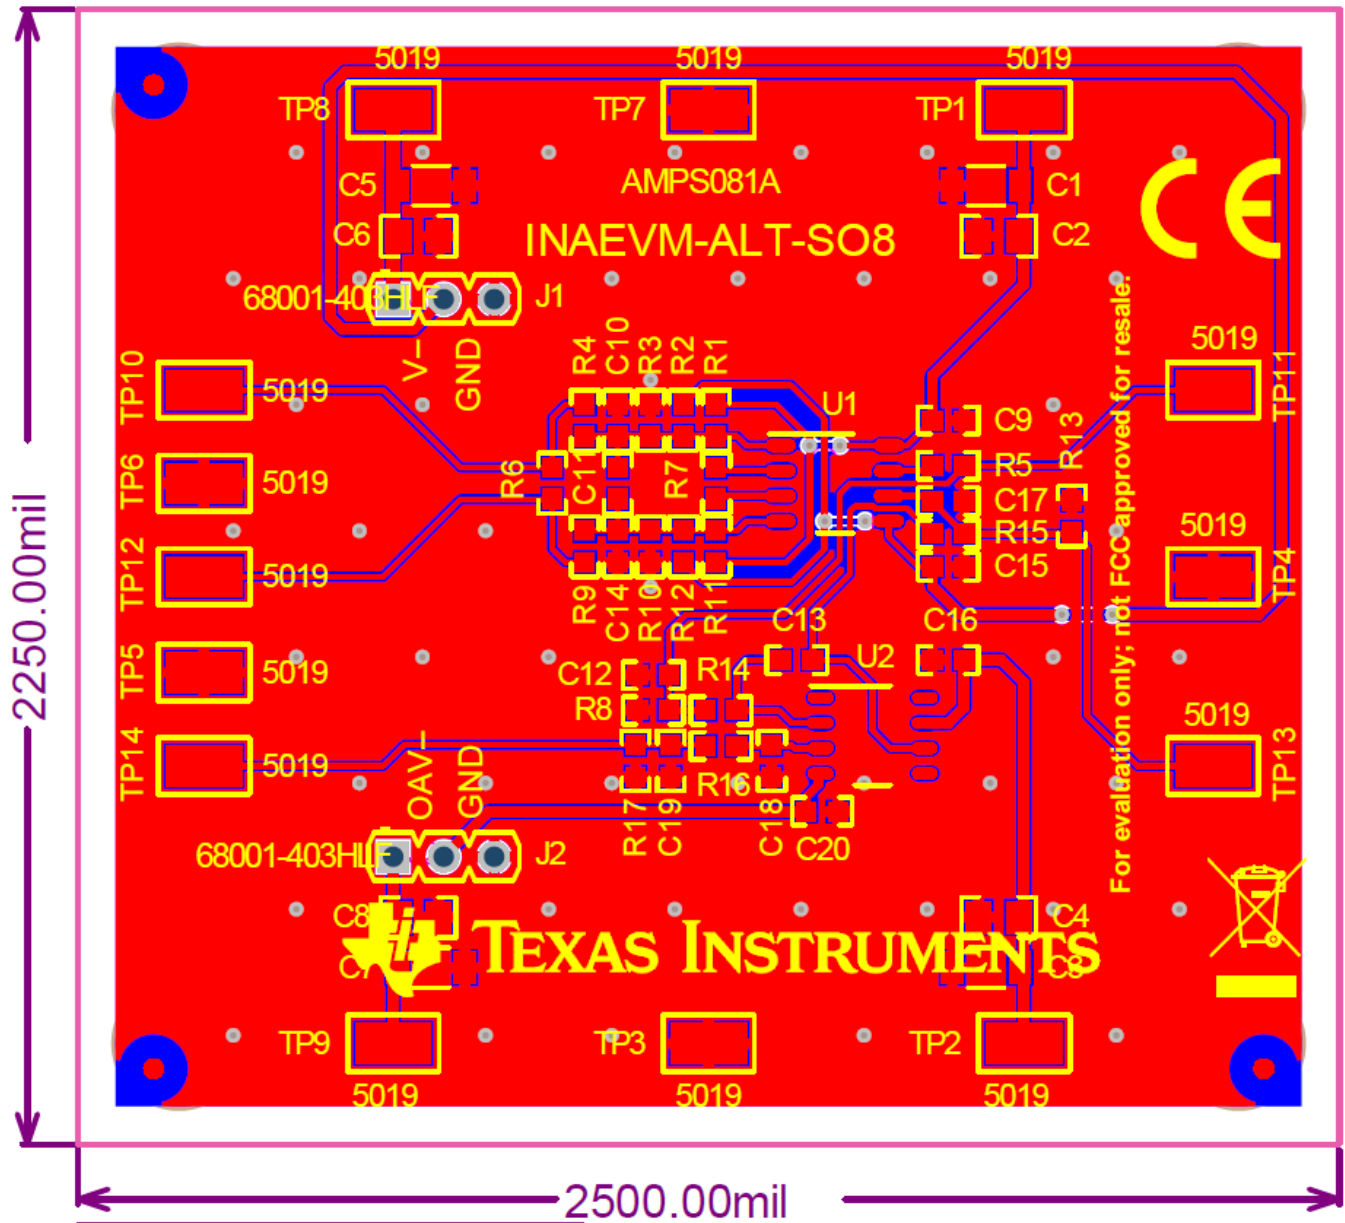 5019 5019 5019
TP8 TP7 TP1
C5 AMPS081A C1
C6 INAEVM-ALT-SO8 C2
CE
68001-403HLF J1
V– GND
R4 C10 R3 R2 R1
U1
TP10 5019
5019 TP11
C9
R13
R6 C11 R7
R5
TP6 5019
C17
R15
C15
5019 TP4
TP12 5019
R9 C14 R10 R12 R11
C13 C16
TP5 5019
C12 R14 U2
R8
5019 TP13
TP14 5019
R16
OAV– GND
R17 C19 C18 C20
68001-403HLF J2
For evaluation only; not FCC approved for resale.
C8 C4
TEXAS INSTRUMENTS
C7 C3
TP9 TP3 TP2
5019 5019 5019
2250.00mil
2500.00mil